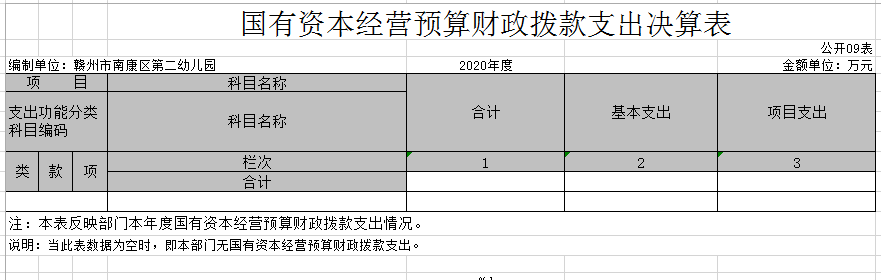 国有资本经营预算财政拨款支出决算表
公开09表
编制单位：赣州市南康区第二幼儿园 2020年度 金额单位：万元
项 目 科目名称 合计 基本支出 项目支出
支出功能分类科目编码 科目名称
类 款 项 栏次 1 2 3
合计
注：本表反映部门本年度国有资本经营预算财政拨款支出情况。
说明：当此表数据为空时，即本部门无国有资本经营预算财政拨款支出。